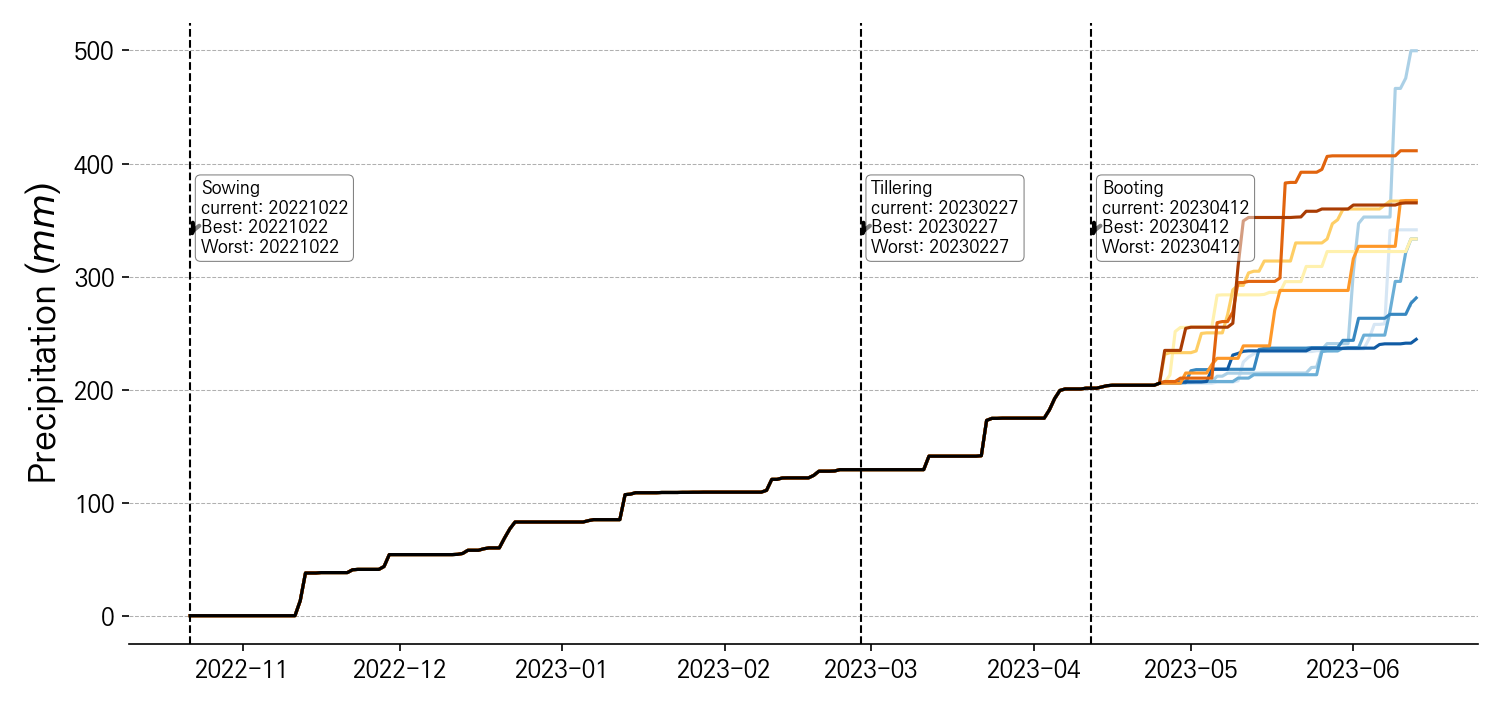 Precipitation (mm)
500
400
300
200
100
0
Sowing
current: 20221022
Best: 20221022
Worst: 20221022
Tillering
current: 20230227
Best: 20230227
Worst: 20230227
Booting
current: 20230412
Best: 20230412
Worst: 20230412
2022−11
2022−12
2023−01
2023−02
2023−03
2023−04
2023−05
2023−06